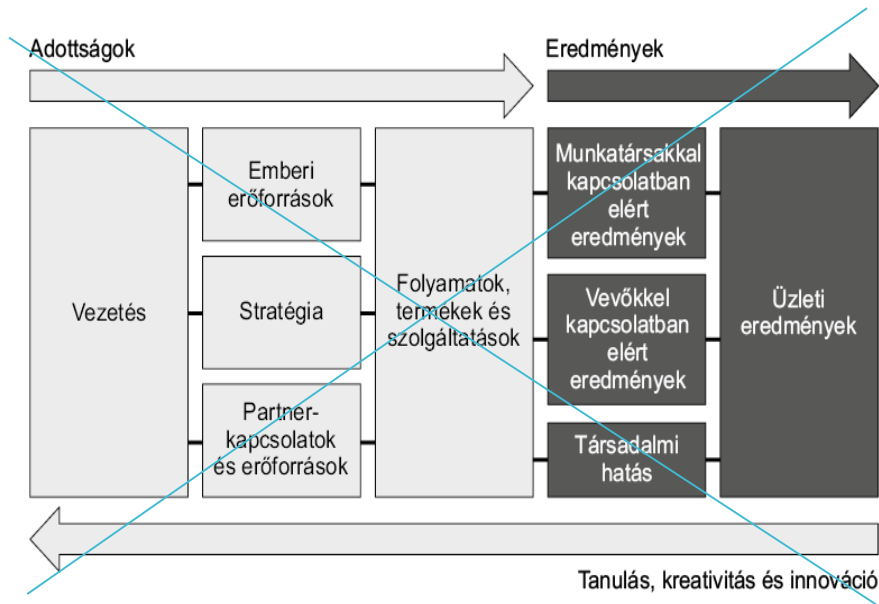 Adottságok
Eredmények
Vezetés
Emberi
erőforrások
Stratégia
Partner-
kapcsolatok
és erőforrások
Folyamatok,
termékek és
szolgáltatások
Munkatársakkal
kapcsolatban
elért
eredmények
Vevőkkel
kapcsolatban
elért
eredmények
Társadalmi
hatás
Üzleti
eredmények
Tanulás, kreativitás és innováció